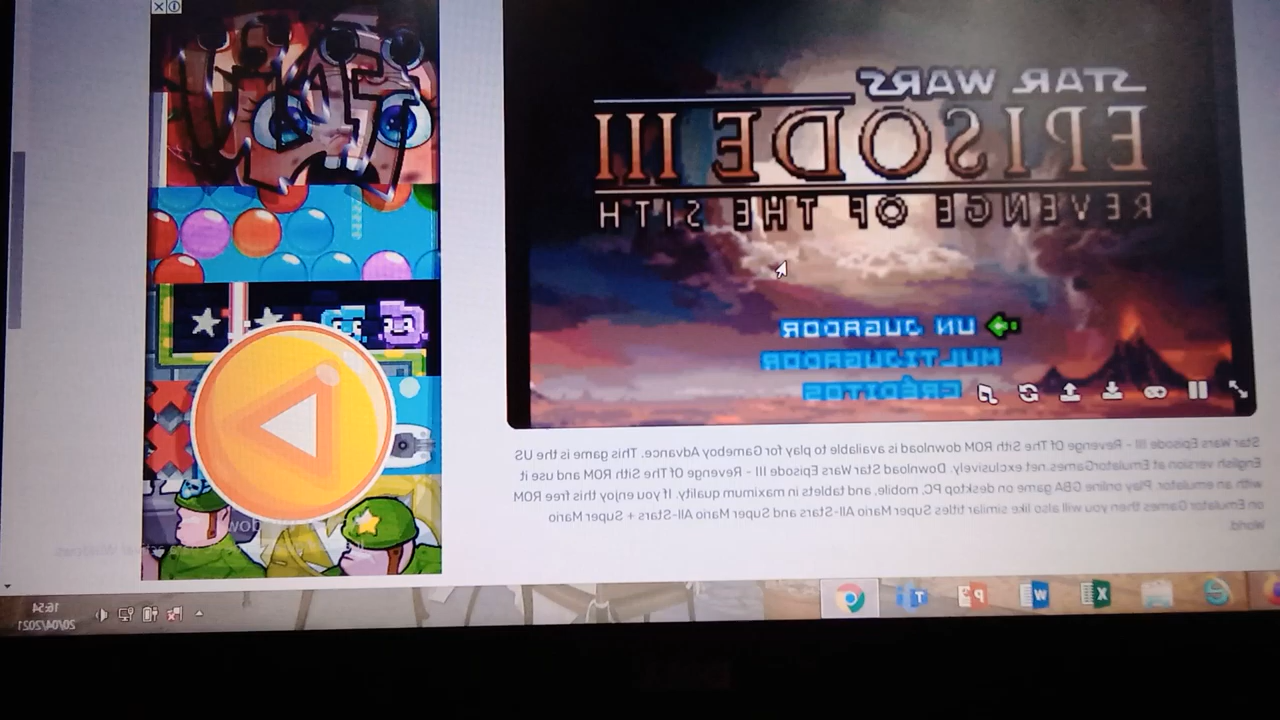 STAR WARS
EPISODE III
REVENGE OF THE SITH
UN JUGADOR
MULTIJUGADOR
CRÉDITOS
Star Wars Episode III - Revenge Of The Sith ROM download is available to play for Gameboy Advance. This game is the US
English version at EmulatorGames.net exclusively. Download Star Wars Episode III - Revenge Of The Sith ROM and use it
with an emulator. Play online GBA game on desktop PC, mobile, and tablets in maximum quality. If you enjoy this free ROM
on Emulator Games then you will also like similar titles Super Mario All-Stars and Super Mario All-Stars + Super Mario
World.
16:54
20/04/2021